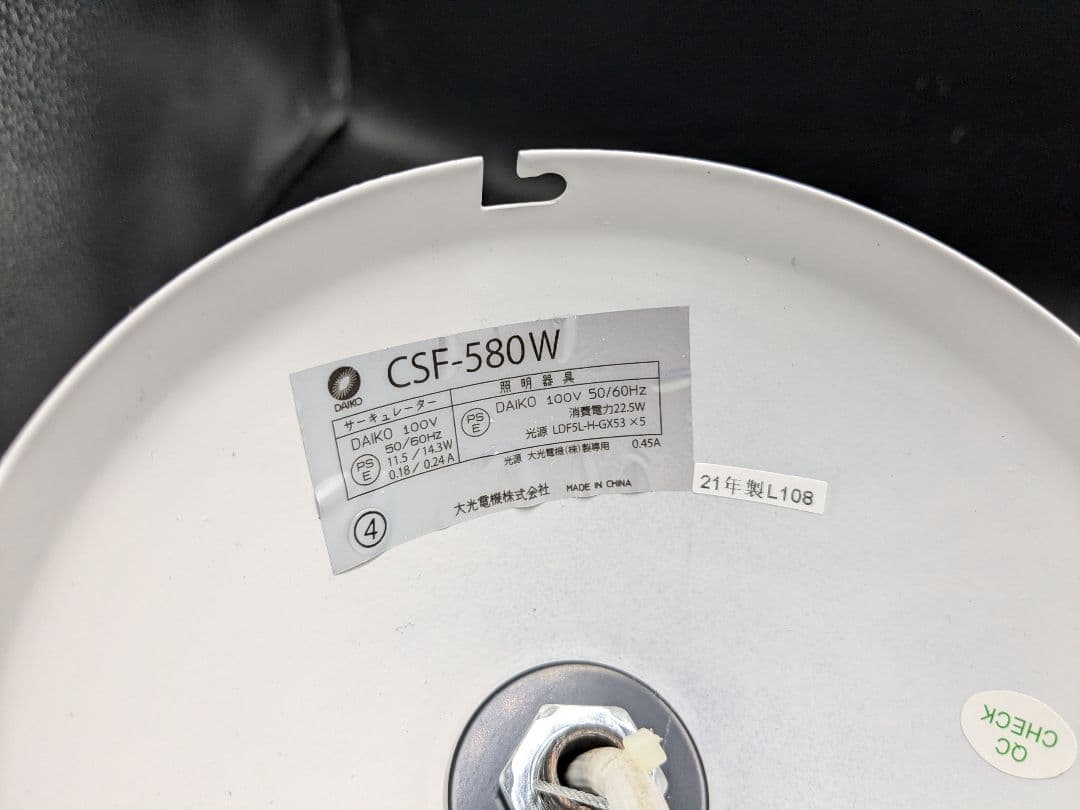 CSF-580W
DAIKO
サーキュレーター
DAIKO 100V
50/60HZ
PS
E
11.5/14.3W
0.18/0.24A
照明器具
PS
E
DAIKO 100V 50/60Hz
消費電力22.5W
光源 LDF5L-H-GX53 ×5
光源 大光電機(株)製専用 0.45A
④
大光電機株式会社 MADE IN CHINA
21年製L108
QC
CHECK